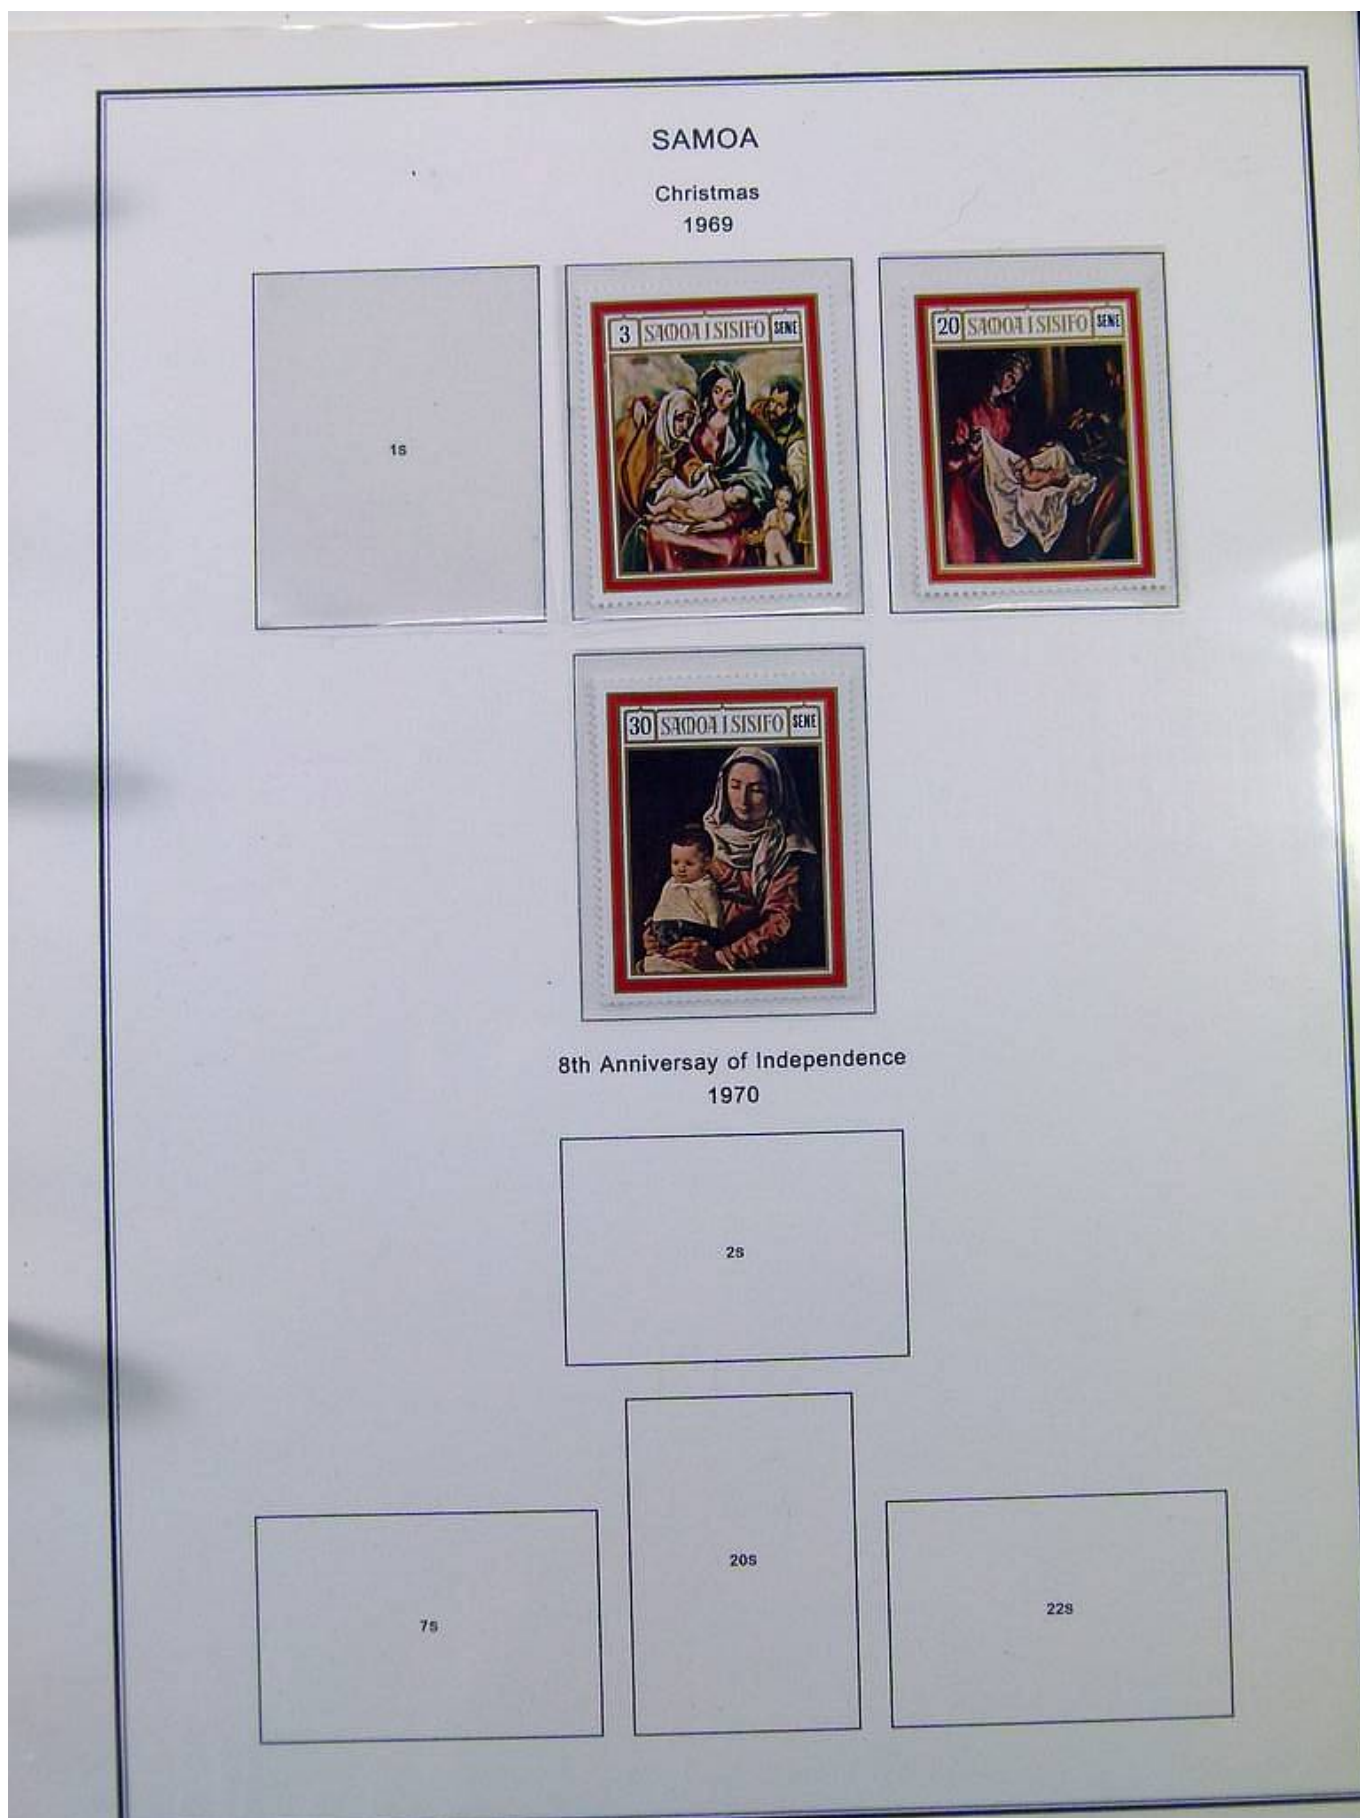 SAMOA
Christmas
1969
1s
3 SAMOA I SISIFO SENE
20 SAMOA I SISIFO SENE
30 SAMOA I SISIFO SENE
8th Anniversay of Independence
1970
2s
7s
20s
22s